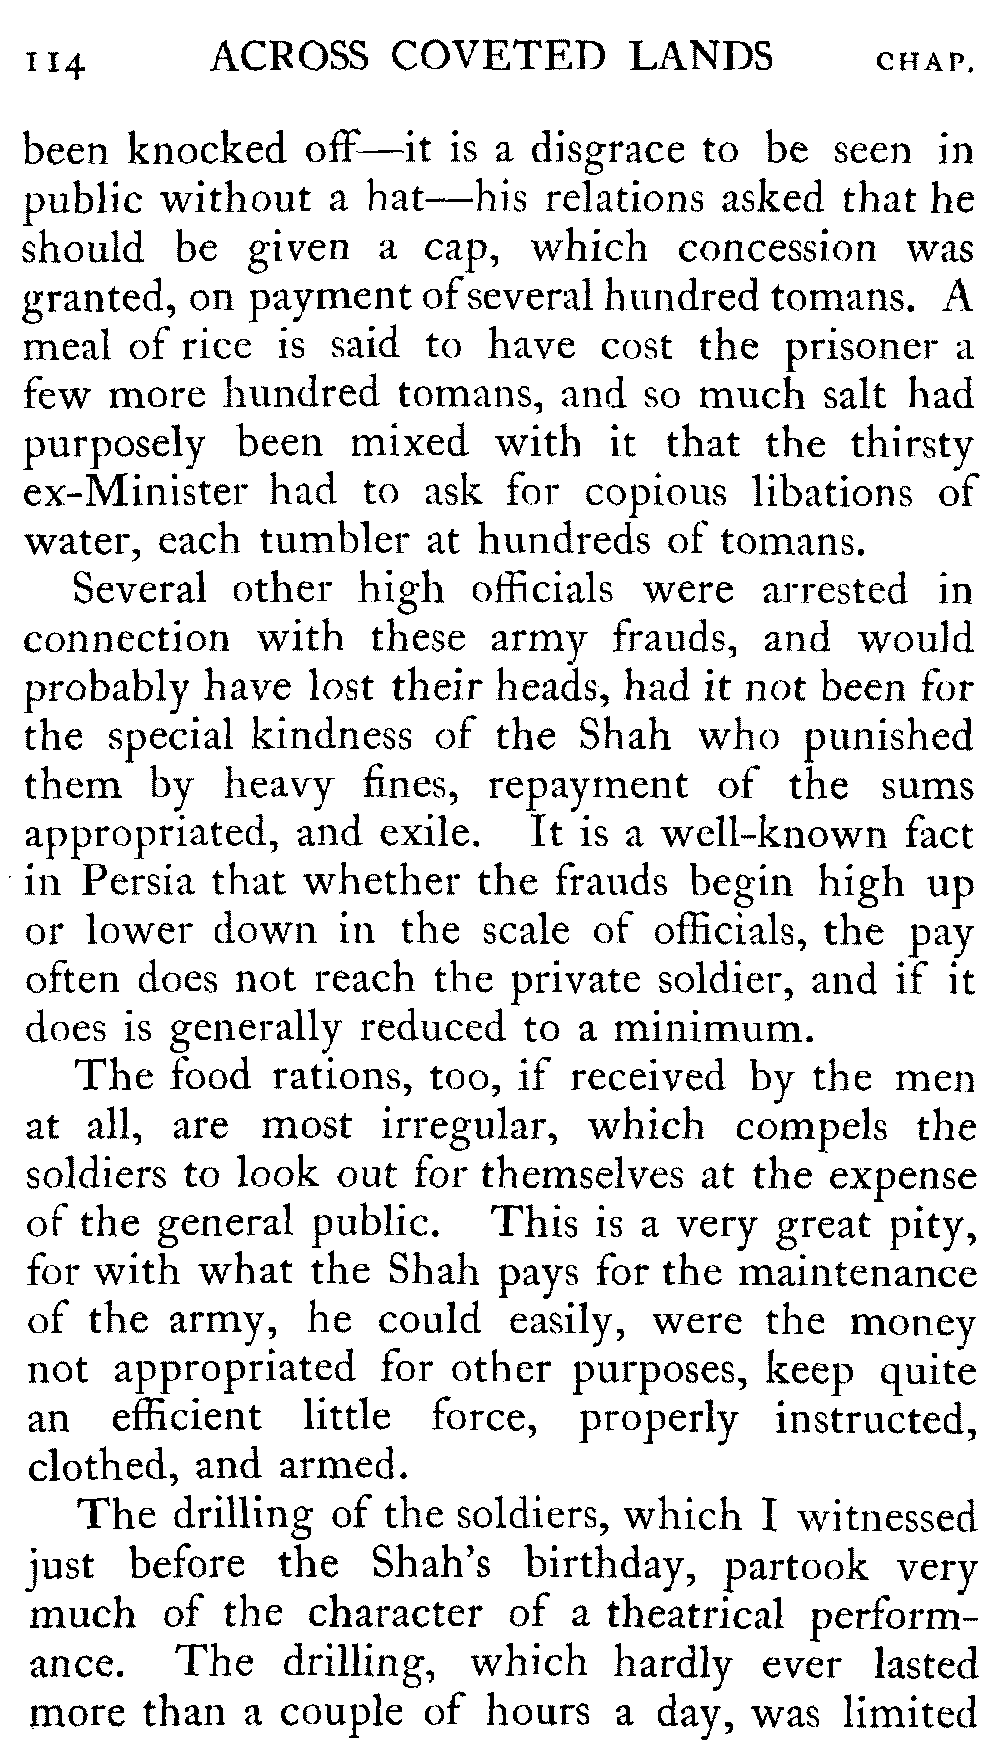 114 ACROSS COVETED LANDS CHAP.
been knocked off—it is a disgrace to be seen in
public without a hat—his relations asked that he
should be given a cap, which concession was
granted, on payment of several hundred tomans. A
meal of rice is said to have cost the prisoner a
few more hundred tomans, and so much salt had
purposely been mixed with it that the thirsty
ex-Minister had to ask for copious libations of
water, each tumbler at hundreds of tomans.
Several other high officials were arrested in
connection with these army frauds, and would
probably have lost their heads, had it not been for
the special kindness of the Shah who punished
them by heavy fines, repayment of the sums
appropriated, and exile. It is a well-known fact
in Persia that whether the frauds begin high up
or lower down in the scale of officials, the pay
often does not reach the private soldier, and if it
does is generally reduced to a minimum.
The food rations, too, if received by the men
at all, are most irregular, which compels the
soldiers to look out for themselves at the expense
of the general public. This is a very great pity,
for with what the Shah pays for the maintenance
of the army, he could easily, were the money
not appropriated for other purposes, keep quite
an efficient little force, properly instructed,
clothed, and armed.
The drilling of the soldiers, which I witnessed
just before the Shah's birthday, partook very
much of the character of a theatrical perform-
ance. The drilling, which hardly ever lasted
more than a couple of hours a day, was limited